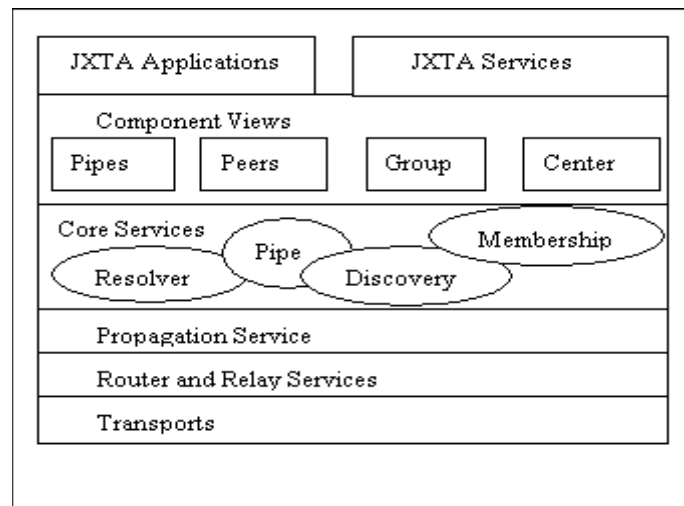 JXTA Applications
JXTA Services
Component Views
Pipes
Peers
Group
Center
Core Services
Membership
Pipe
Resolver
Discovery
Propagation Service
Router and Relay Services
Transports